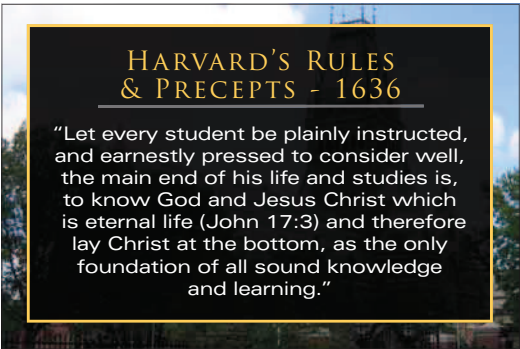 HARVARD'S RULES
& PRECEPTS - 1636
“Let every student be plainly instructed,
and earnestly pressed to consider well,
the main end of his life and studies is,
to know God and Jesus Christ which
is eternal life (John 17:3) and therefore
lay Christ at the bottom, as the only
foundation of all sound knowledge
and learning.”